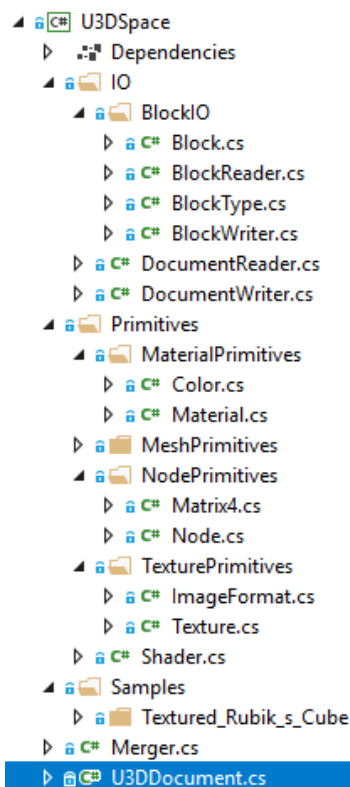 C# U3DSpace
Dependencies
IO
BlockIO
C# Block.cs
C# BlockReader.cs
C# BlockType.cs
C# BlockWriter.cs
C# DocumentReader.cs
C# DocumentWriter.cs
Primitives
MaterialPrimitives
C# Color.cs
C# Material.cs
MeshPrimitives
NodePrimitives
C# Matrix4.cs
C# Node.cs
TexturePrimitives
C# ImageFormat.cs
C# Texture.cs
C# Shader.cs
Samples
Textured_Rubik_s_Cube
C# Merger.cs
C# U3DDocument.cs